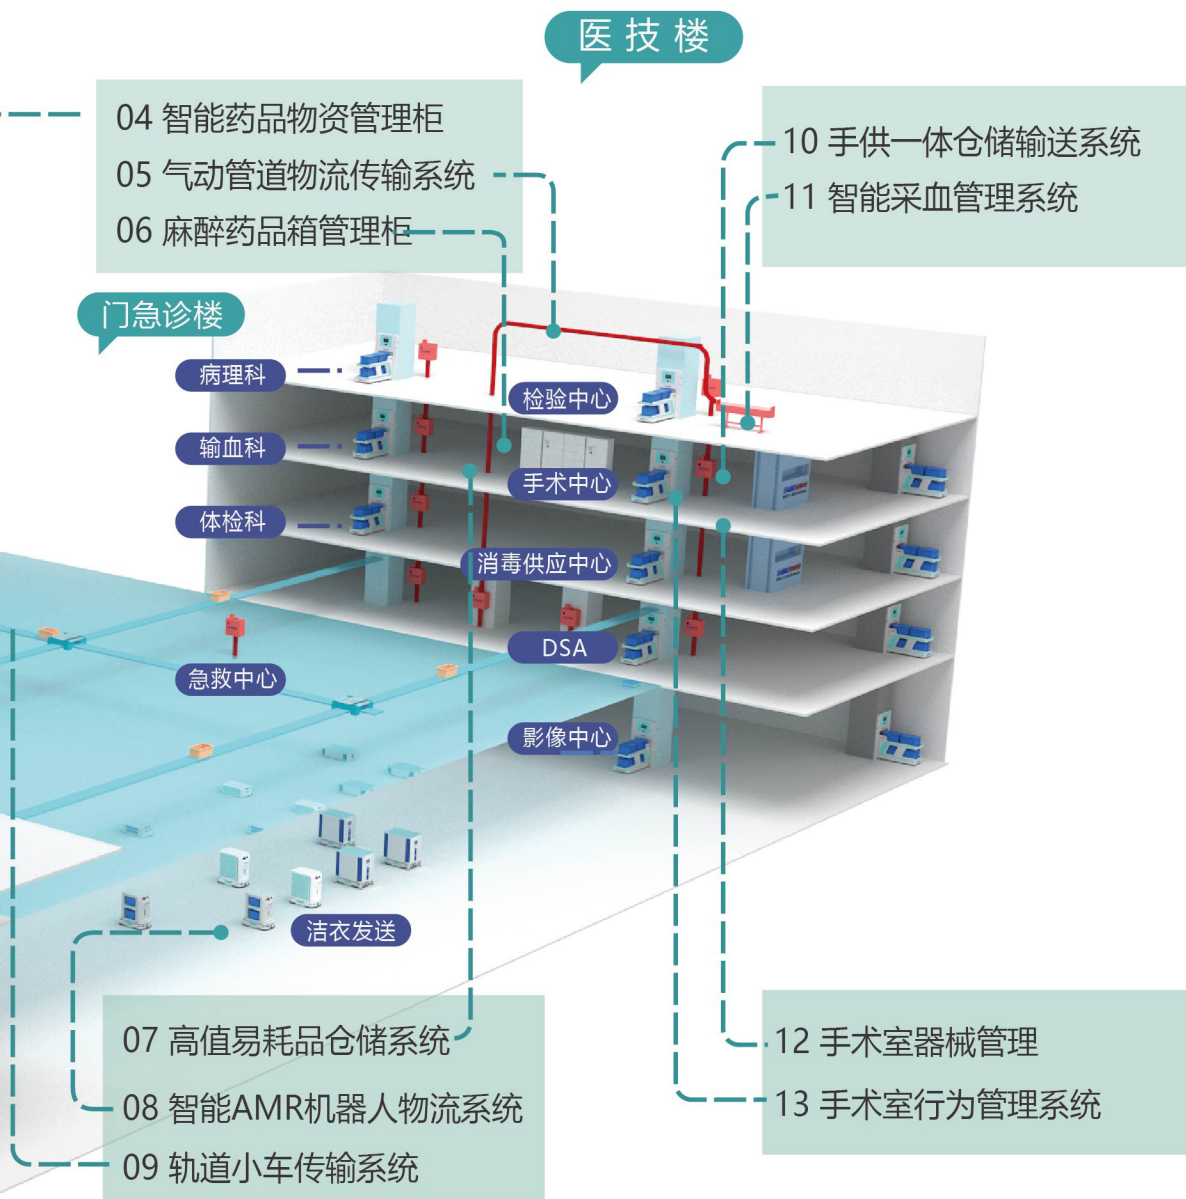 医技楼
04 智能药品物资管理柜
05 气动管道物流传输系统
06 麻醉药品箱管理柜
10 手供一体仓储输送系统
11 智能采血管理系统
门急诊楼
病理科
检验中心
输血科
手术中心
体检科
消毒供应中心
DSA
急救中心
影像中心
洁衣发送
07 高值易耗品仓储系统
08 智能AMR机器人物流系统
09 轨道小车传输系统
12 手术室器械管理
13 手术室行为管理系统